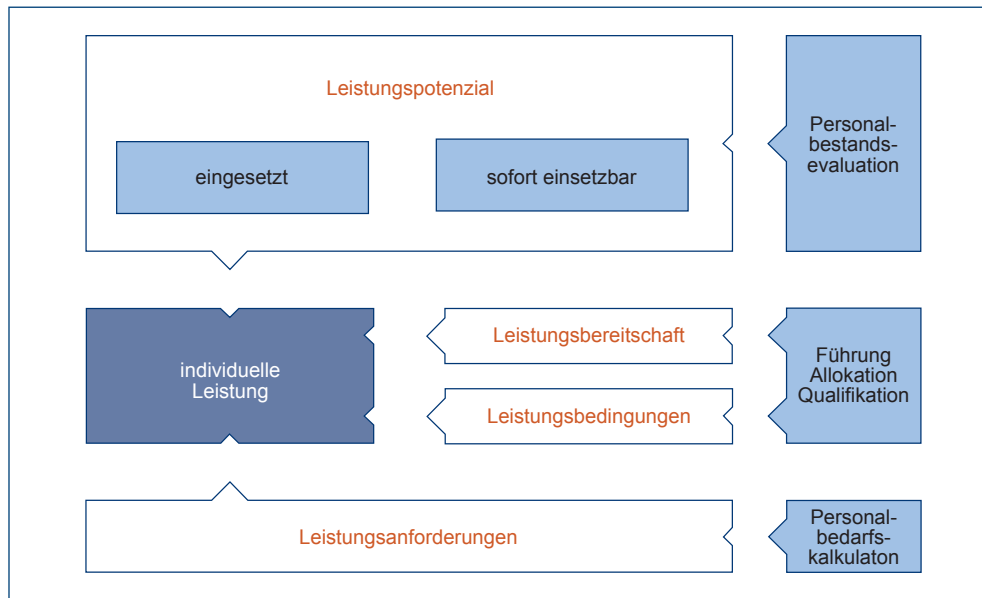 Leistungspotenzial
eingesetzt
sofort einsetzbar
Personal-
bestands-
evaluation
individuelle
Leistung
Leistungsbereitschaft
Leistungsbedingungen
Führung
Allokation
Qualifikation
Leistungsanforderungen
Personal-
bedarfs-
kalkulaton